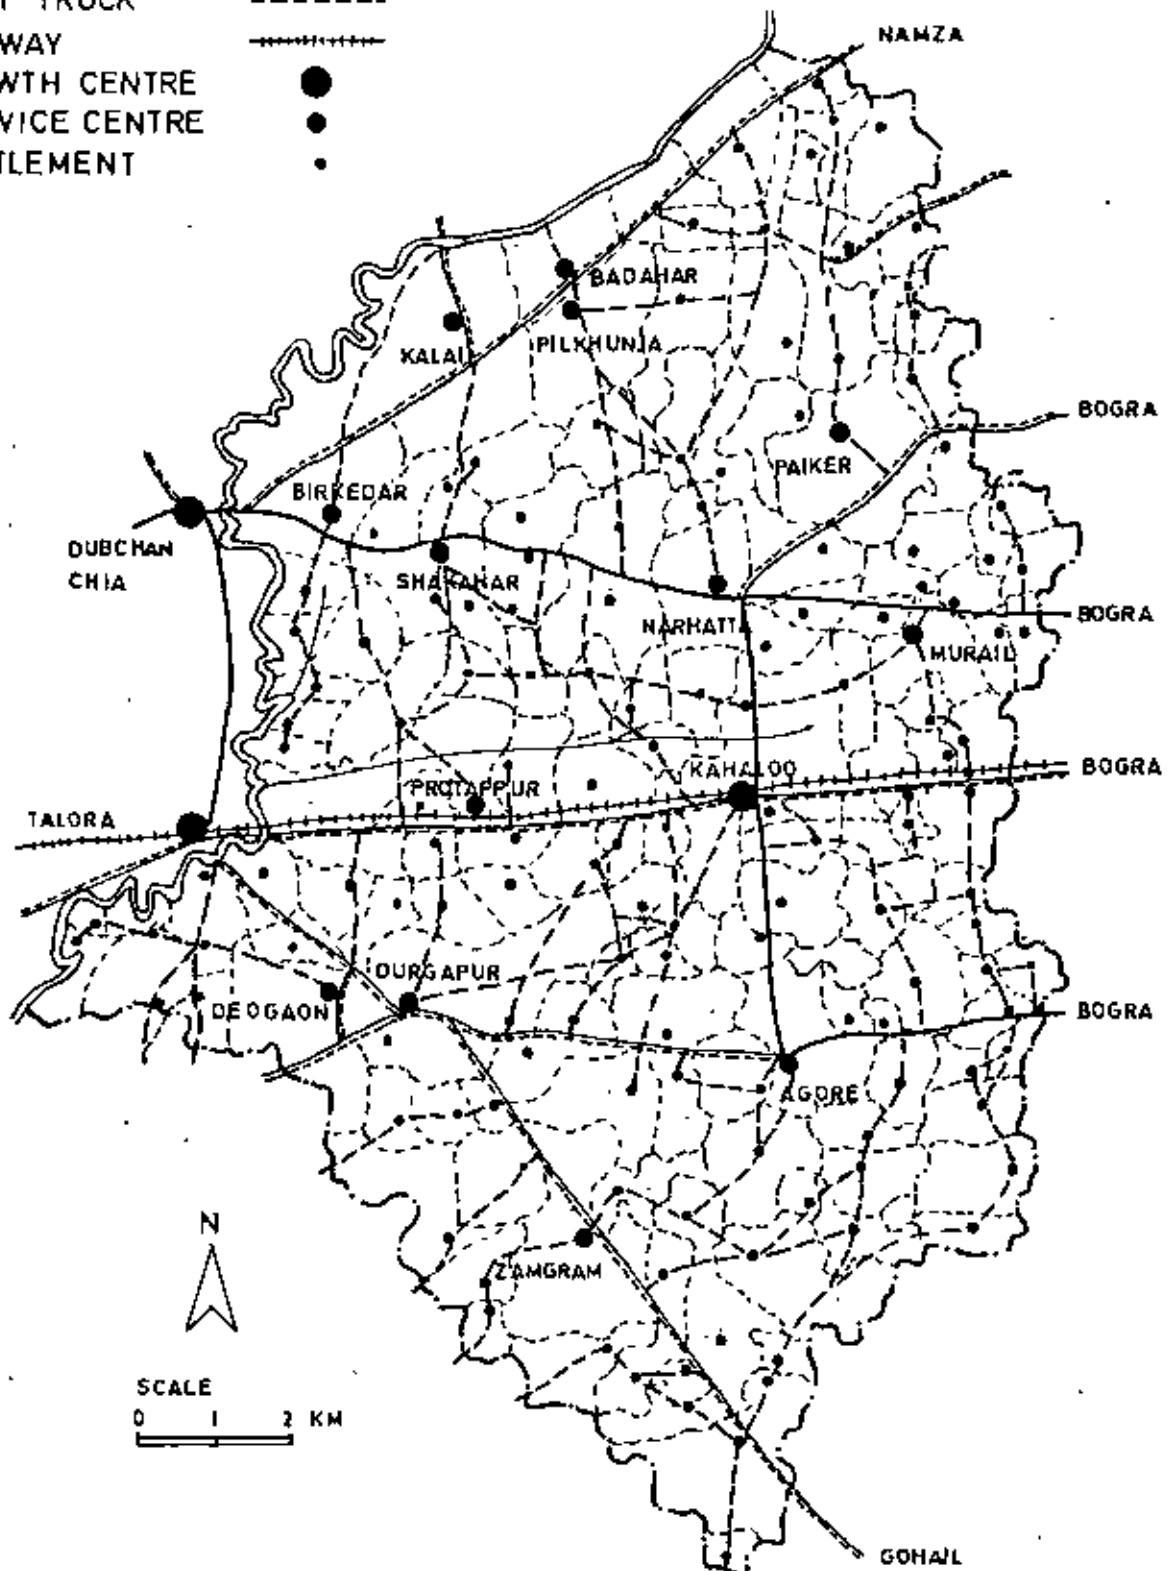 TRUCK
WAY
WTH CENTRE
VICE CENTRE
TLEMENT
NAMZA
BADAHAR
KALAI
PILKHUNJA
BOGRA
PAIKER
BIRKEDAR
DUBCHAN
CHIA
SHAKAHAR
NARHATTA
BOGRA
MURAIL
KAHALOO
BOGRA
PROTAPPUR
TALORA
DURGAPUR
DEOGAON
BOGRA
AGORE
N
ZAMGRAM
SCALE
0 1 2 KM
GOHAIL